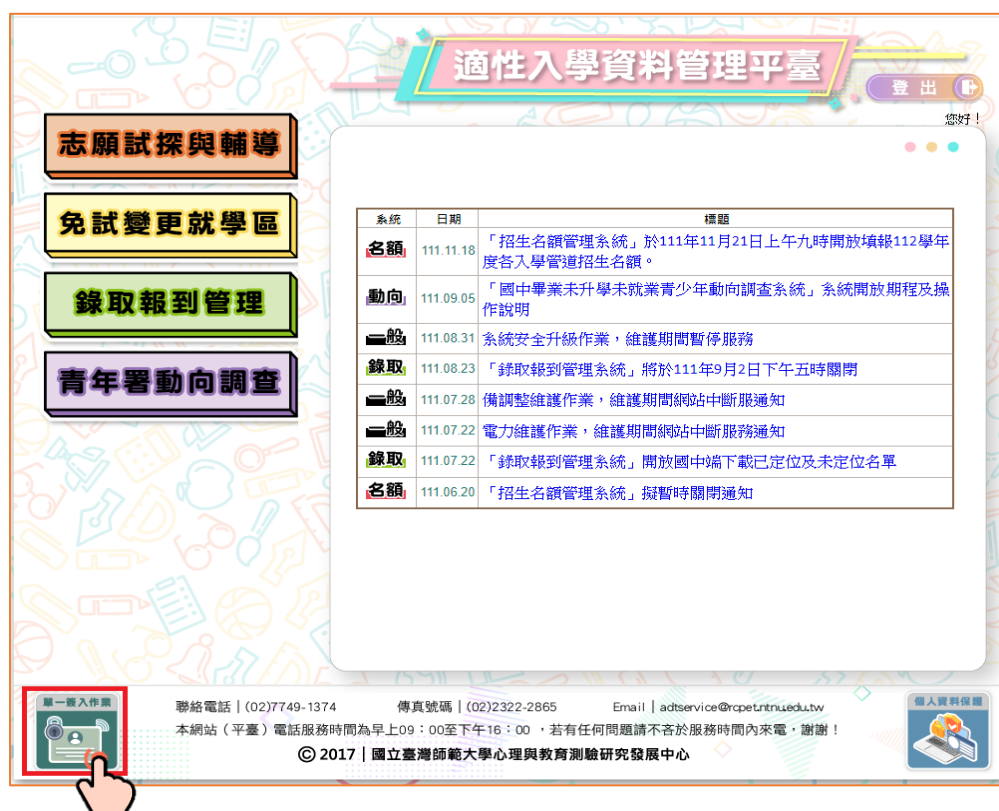 適性入學資料管理平臺
登出
您好！
志願試探與輔導
免試變更就學區
錄取報到管理
青年署動向調查
系統 日期 標題
名額 111.11.18 「招生名額管理系統」於111年11月21日上午九時開放填報112學年
度各入學管道招生名額。
動向 111.09.05 「國中畢業未升學未就業青少年動向調查系統」系統開放期程及操
作說明
一般 111.08.31 系統安全升級作業，維護期間暫停服務
錄取 111.08.23 「錄取報到管理系統」將於111年9月2日下午五時關閉
一般 111.07.28 備調整維護作業，維護期間網站中斷服通知
一般 111.07.22 電力維護作業，維護期間網站中斷服務通知
錄取 111.07.22 「錄取報到管理系統」開放國中端下載已定位及未定位名單
名額 111.06.20 「招生名額管理系統」擬暫時關閉通知
單一簽入作業
聯絡電話｜(02)7749-1374 傳真號碼｜(02)2322-2865 Email｜adtservice@rcpet.ntnu.edu.tw
本網站（平臺）電話服務時間為早上09：00至下午16：00 ，若有任何問題請不吝於服務時間內來電，謝謝！
© 2017｜國立臺灣師範大學心理與教育測驗研究發展中心
個人資料保護